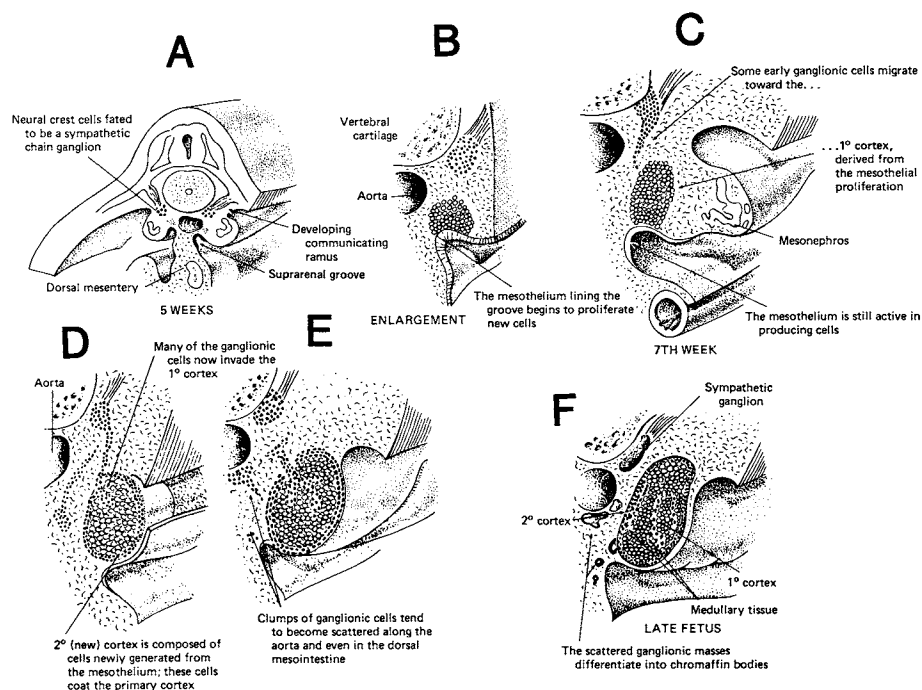 A
Neural crest cells fated
to be a sympathetic
chain ganglion
Developing
communicating
ramus
Suprarenal groove
Dorsal mesentery
5 WEEKS
B
Vertebral
cartilage
Aorta
The mesothelium lining the
groove begins to proliferate
new cells
ENLARGEMENT
C
Some early ganglionic cells migrate
toward the. . .
. . .1° cortex,
derived from
the mesothelial
proliferation
Mesonephros
The mesothelium is still active in
producing cells
7TH WEEK
D
Many of the ganglionic
cells now invade the
1° cortex
Aorta
2° (new) cortex is composed of
cells newly generated from
the mesothelium; these cells
coat the primary cortex
E
Clumps of ganglionic cells tend
to become scattered along the
aorta and even in the dorsal
mesointestine
F
Sympathetic
ganglion
2° cortex
1° cortex
Medullary tissue
LATE FETUS
The scattered ganglionic masses
differentiate into chromaffin bodies